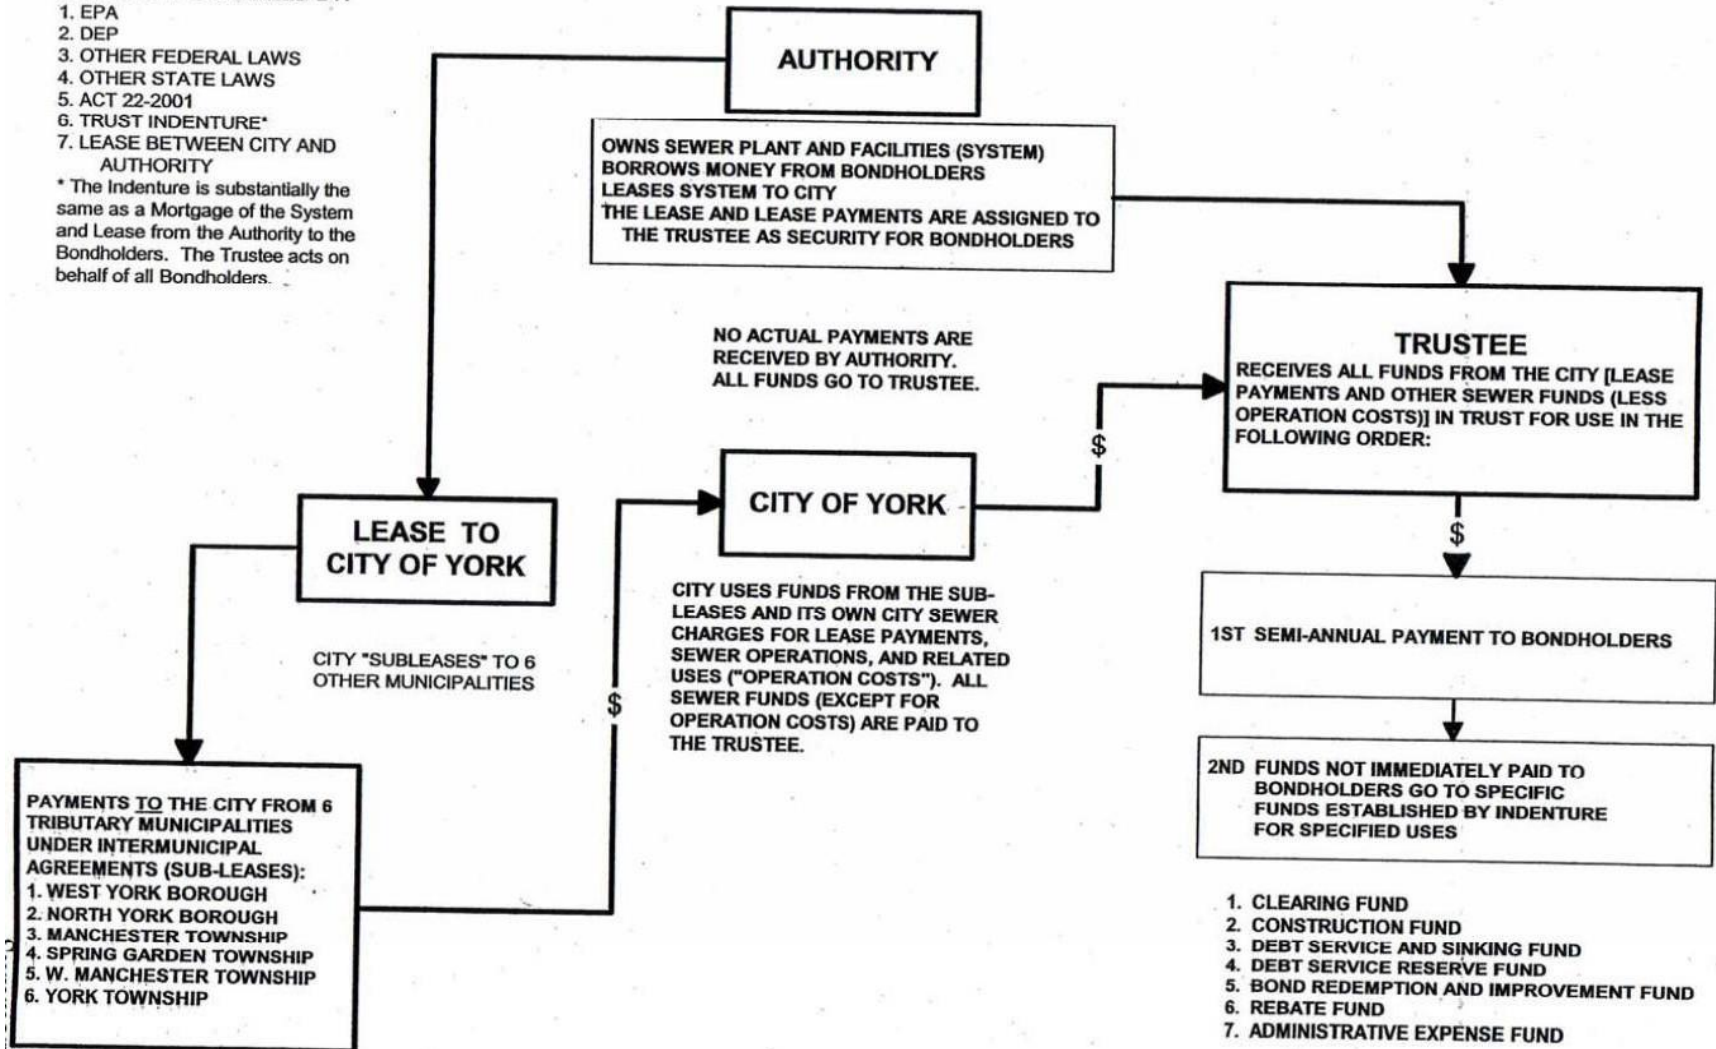 1. EPA
2. DEP
3. OTHER FEDERAL LAWS
4. OTHER STATE LAWS
5. ACT 22-2001
6. TRUST INDENTURE*
7. LEASE BETWEEN CITY AND
AUTHORITY
* The Indenture is substantially the
same as a Mortgage of the System
and Lease from the Authority to the
Bondholders. The Trustee acts on
behalf of all Bondholders.
AUTHORITY
OWNS SEWER PLANT AND FACILITIES (SYSTEM)
BORROWS MONEY FROM BONDHOLDERS
LEASES SYSTEM TO CITY
THE LEASE AND LEASE PAYMENTS ARE ASSIGNED TO
THE TRUSTEE AS SECURITY FOR BONDHOLDERS
NO ACTUAL PAYMENTS ARE
RECEIVED BY AUTHORITY.
ALL FUNDS GO TO TRUSTEE.
TRUSTEE
RECEIVES ALL FUNDS FROM THE CITY [LEASE
PAYMENTS AND OTHER SEWER FUNDS (LESS
OPERATION COSTS)] IN TRUST FOR USE IN THE
FOLLOWING ORDER:
$
CITY OF YORK
LEASE TO
CITY OF YORK
$
CITY USES FUNDS FROM THE SUB-
LEASES AND ITS OWN CITY SEWER
CHARGES FOR LEASE PAYMENTS,
SEWER OPERATIONS, AND RELATED
USES ("OPERATION COSTS"). ALL
SEWER FUNDS (EXCEPT FOR
OPERATION COSTS) ARE PAID TO
THE TRUSTEE.
1ST SEMI-ANNUAL PAYMENT TO BONDHOLDERS
CITY "SUBLEASES" TO 6
OTHER MUNICIPALITIES
$
2ND FUNDS NOT IMMEDIATELY PAID TO
BONDHOLDERS GO TO SPECIFIC
FUNDS ESTABLISHED BY INDENTURE
FOR SPECIFIED USES
PAYMENTS TO THE CITY FROM 6
TRIBUTARY MUNICIPALITIES
UNDER INTERMUNICIPAL
AGREEMENTS (SUB-LEASES):
1. WEST YORK BOROUGH
2. NORTH YORK BOROUGH
3. MANCHESTER TOWNSHIP
4. SPRING GARDEN TOWNSHIP
5. W. MANCHESTER TOWNSHIP
6. YORK TOWNSHIP
1. CLEARING FUND
2. CONSTRUCTION FUND
3. DEBT SERVICE AND SINKING FUND
4. DEBT SERVICE RESERVE FUND
5. BOND REDEMPTION AND IMPROVEMENT FUND
6. REBATE FUND
7. ADMINISTRATIVE EXPENSE FUND